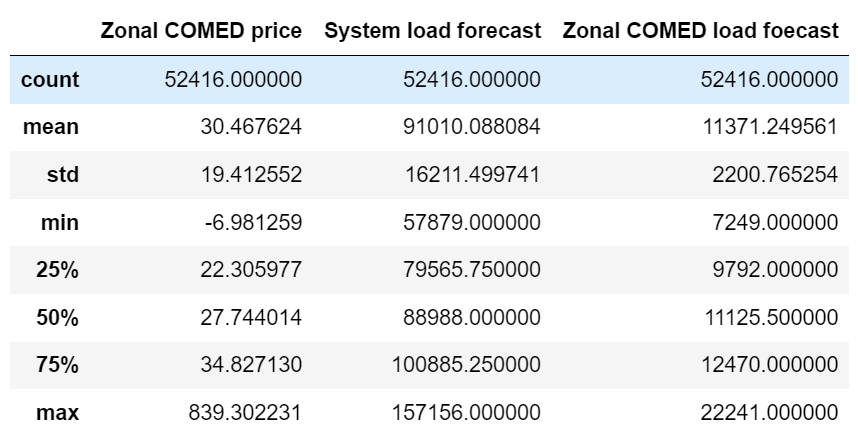 Zonal COMED price System load forecast Zonal COMED load foecast
count 52416.000000 52416.000000 52416.000000
mean 30.467624 91010.088084 11371.249561
std 19.412552 16211.499741 2200.765254
min -6.981259 57879.000000 7249.000000
25% 22.305977 79565.750000 9792.000000
50% 27.744014 88988.000000 11125.500000
75% 34.827130 100885.250000 12470.000000
max 839.302231 157156.000000 22241.000000